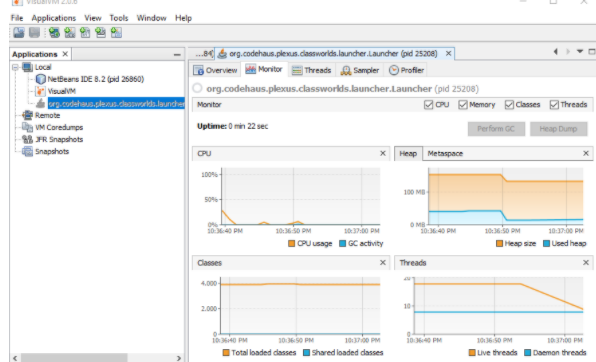 VisualVM 2.0.6
File Applications View Tools Window Help
Applications ×
Local
NetBeans IDE 8.2 (pid 26860)
VisualVM
org.codehaus.plexus.classworlds.launcher
Remote
VM Coredumps
JFR Snapshots
Snapshots
org.codehaus.plexus.classworlds.launcher.Launcher (pid 25208) ×
Overview Monitor Threads Sampler Profiler
org.codehaus.plexus.classworlds.launcher.Launcher (pid 25208)
Monitor CPU Memory Classes Threads
Uptime: 0 min 22 sec
Perform GC Heap Dump
CPU ×
100%
50%
0%
10:36:40 PM 10:36:50 PM 10:37:00 PM
CPU usage GC activity
Heap Metaspace ×
100 MB
0 MB
10:36:40 PM 10:36:50 PM 10:37:00 PM
Heap size Used heap
Classes ×
4.000
2.000
0
10:36:40 PM 10:36:50 PM 10:37:00 PM
Total loaded classes Shared loaded classes
Threads ×
20
10
0
10:36:40 PM 10:36:50 PM 10:37:00 PM
Live threads Daemon threads